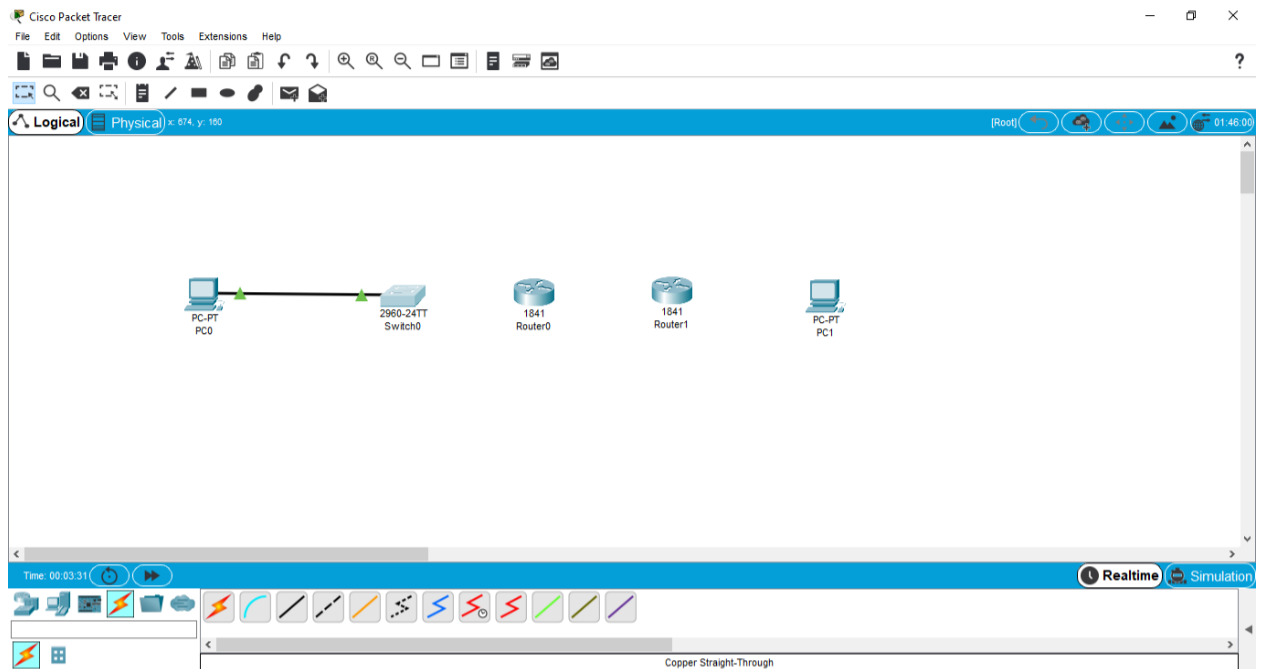 Cisco Packet Tracer
File Edit Options View Tools Extensions Help
?
Logical Physical x: 674, y: 160 [Root] 01:46:00
PC-PT
PC0
2960-24TT
Switch0
1841
Router0
1841
Router1
PC-PT
PC1
Time: 00:03:31 Realtime Simulation
Copper Straight-Through